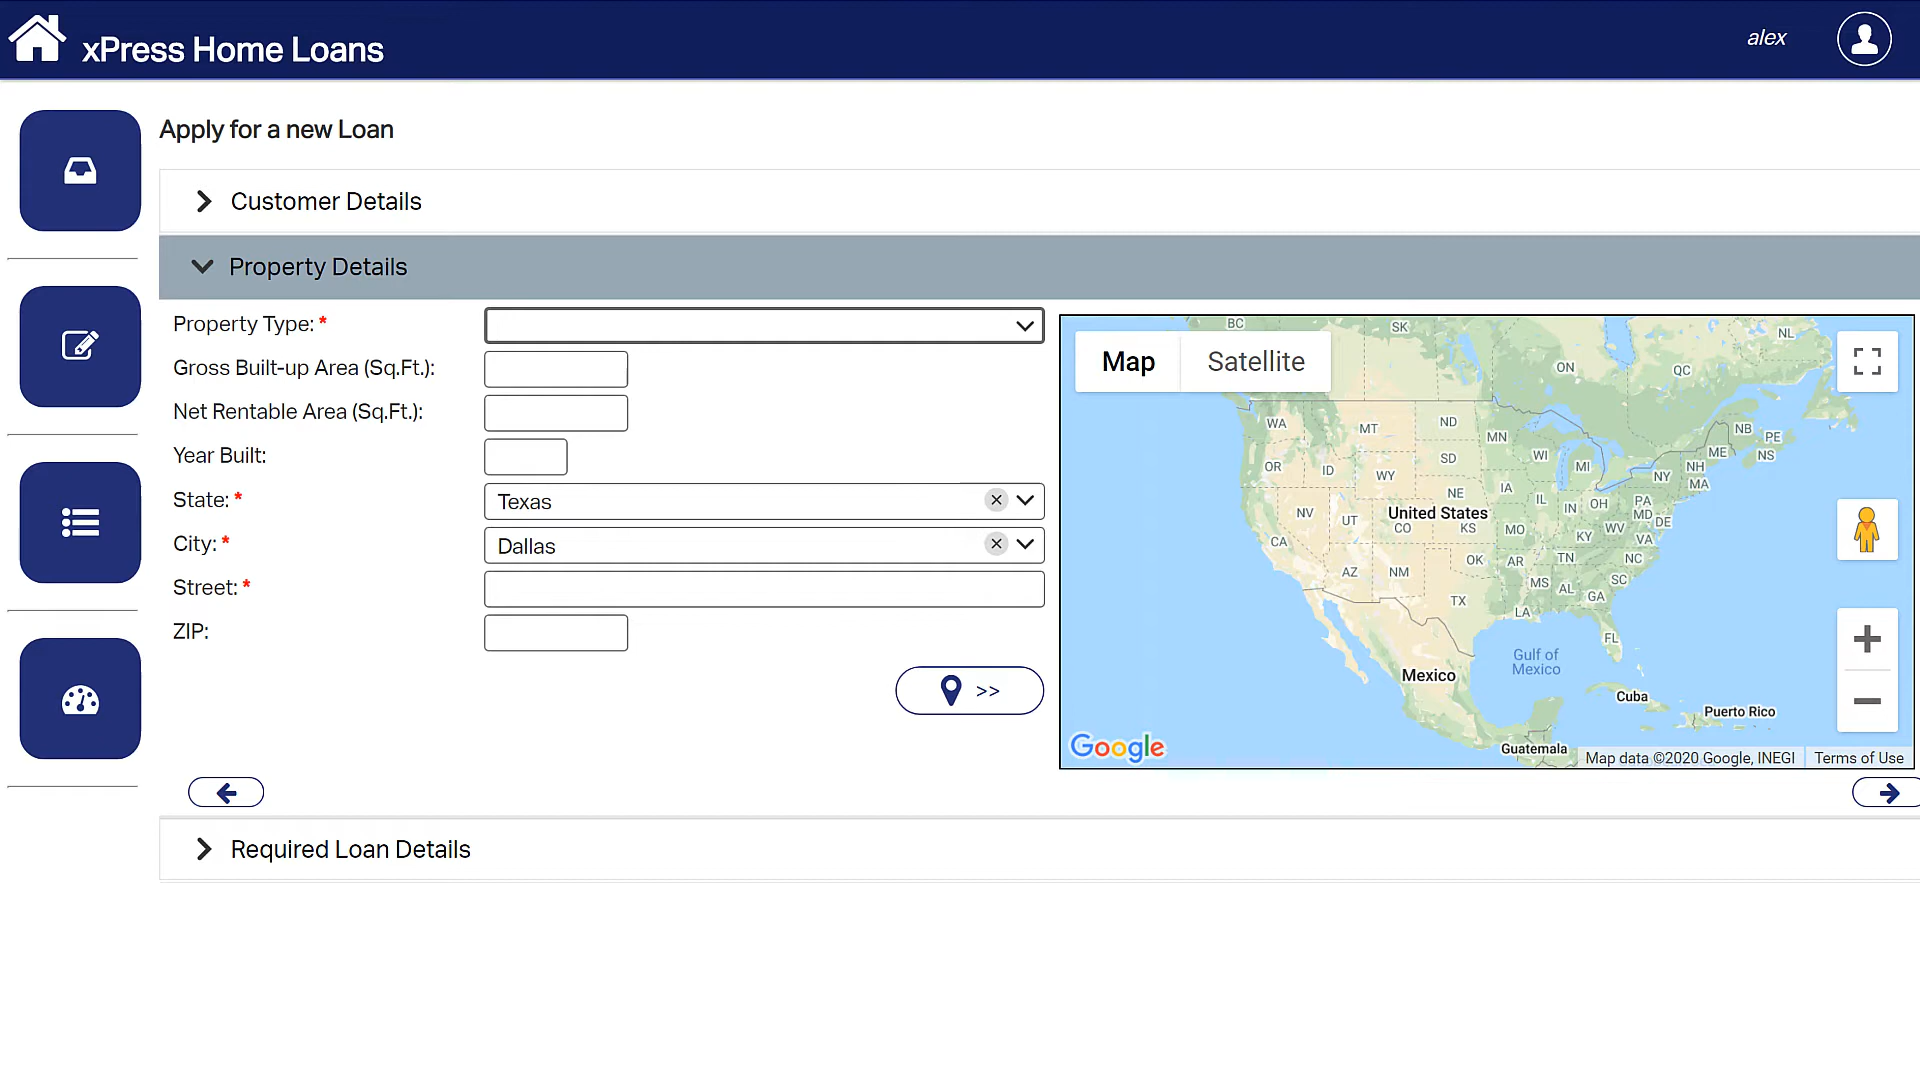 xPress Home Loans
alex
Apply for a new Loan
Customer Details
Property Details
Property Type: *
Gross Built-up Area (Sq.Ft.):
Net Rentable Area (Sq.Ft.):
Year Built:
State: *
Texas
City: *
Dallas
Street: *
ZIP:
>>
Map
Satellite
BC
SK
NL
ON
QC
WA
MT
ND
MN
NB
PE
NS
ME
OR
ID
SD
WI
MI
NY
NH
MA
WY
NE
IA
IL
IN
OH
PA
MD
DE
NV
UT
United States
CO
KS
MO
KY
WV
VA
CA
AZ
NM
OK
AR
TN
NC
MS
AL
SC
GA
TX
LA
FL
Gulf of
Mexico
Mexico
Cuba
Puerto Rico
Guatemala
Google
Map data ©2020 Google, INEGI
Terms of Use
Required Loan Details